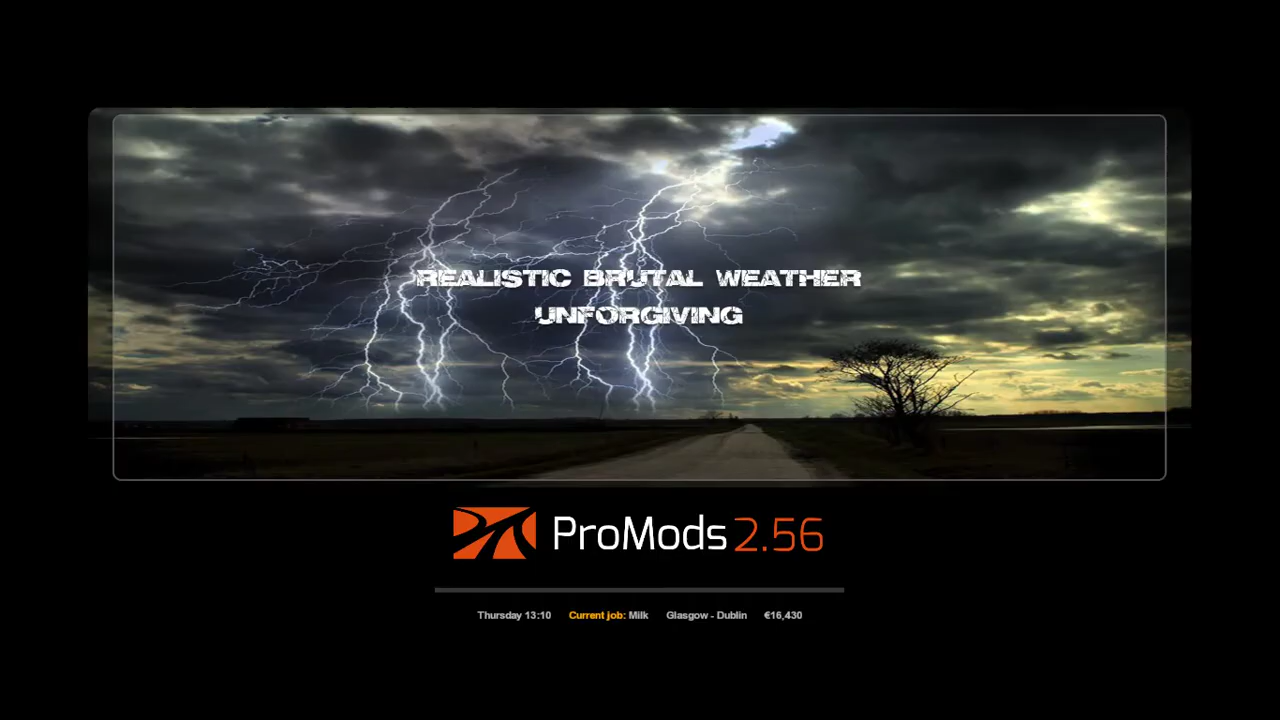 REALISTIC BRUTAL WEATHER
UNFORGIVING
ProMods 2.56
Thursday 13:10 Current job: Milk Glasgow - Dublin €16,430